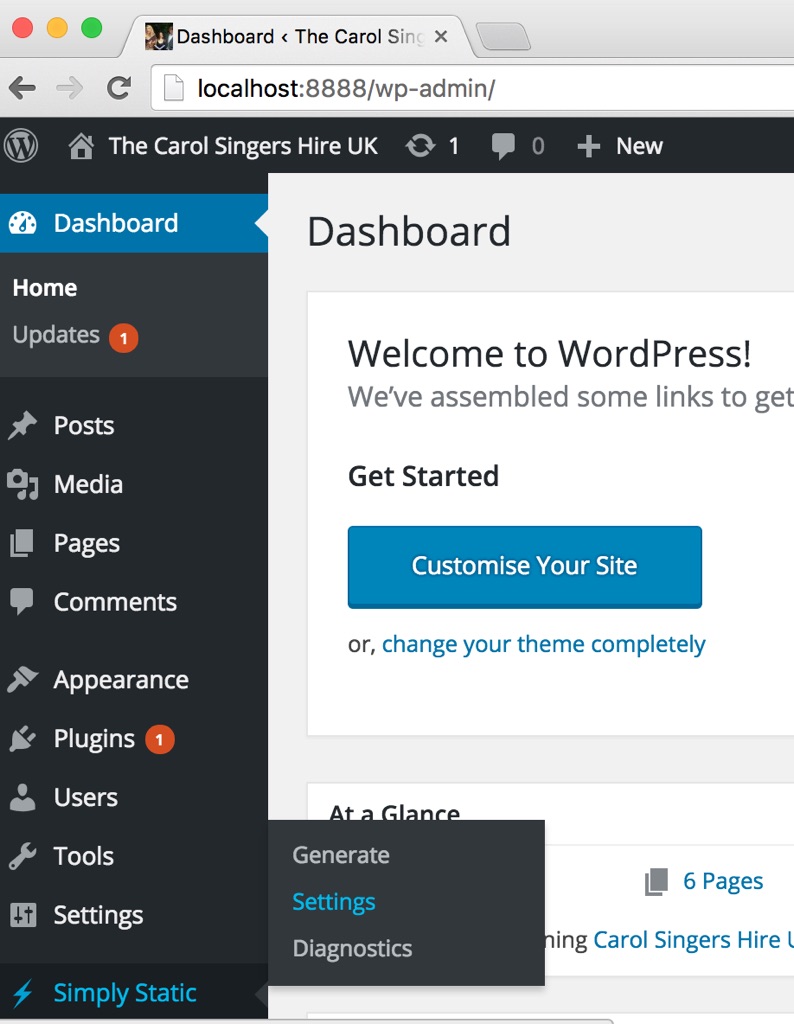 Dashboard ‹ The Carol Sing
localhost:8888/wp-admin/
The Carol Singers Hire UK 1 0 New
Dashboard
Home
Updates 1
Posts
Media
Pages
Comments
Appearance
Plugins 1
Users
Tools
Settings
Simply Static
Generate
Settings
Diagnostics
Dashboard
Welcome to WordPress!
We’ve assembled some links to get
Get Started
Customise Your Site
or, change your theme completely
At a Glance
6 Pages
ning Carol Singers Hire U